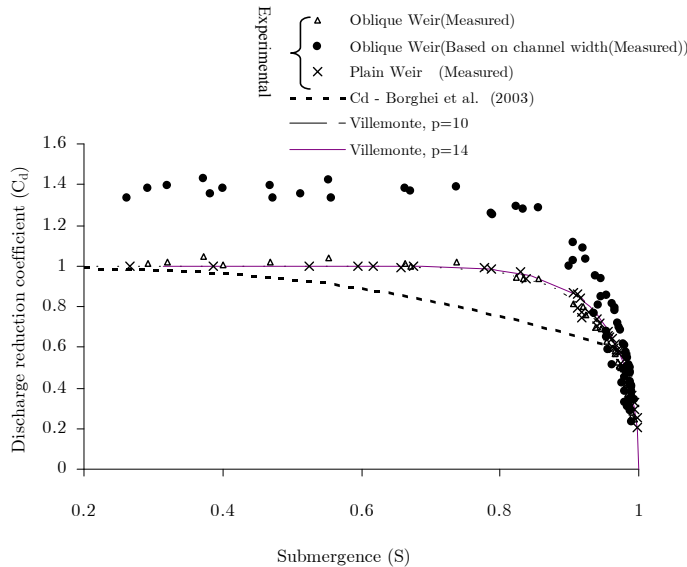 Experimental
Oblique Weir(Measured)
Oblique Weir(Based on channel width(Measured))
Plain Weir (Measured)
Cd - Borghei et al. (2003)
Villemonte, p=10
Villemonte, p=14
Discharge reduction coefficient (Cd)
1.6
1.4
1.2
1
0.8
0.6
0.4
0.2
0
0.2 0.4 0.6 0.8 1
Submergence (S)